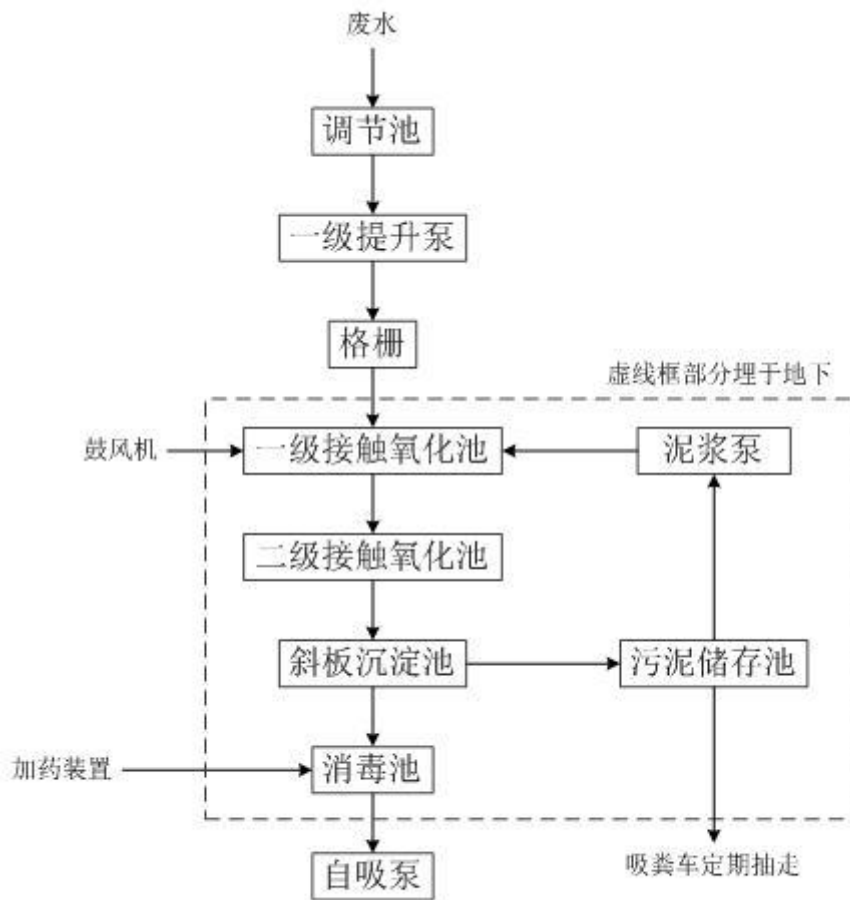 废水
调节池
一级提升泵
格栅
虚线框部分埋于地下
鼓风机
一级接触氧化池
泥浆泵
二级接触氧化池
斜板沉淀池
污泥储存池
加药装置
消毒池
自吸泵
吸粪车定期抽走